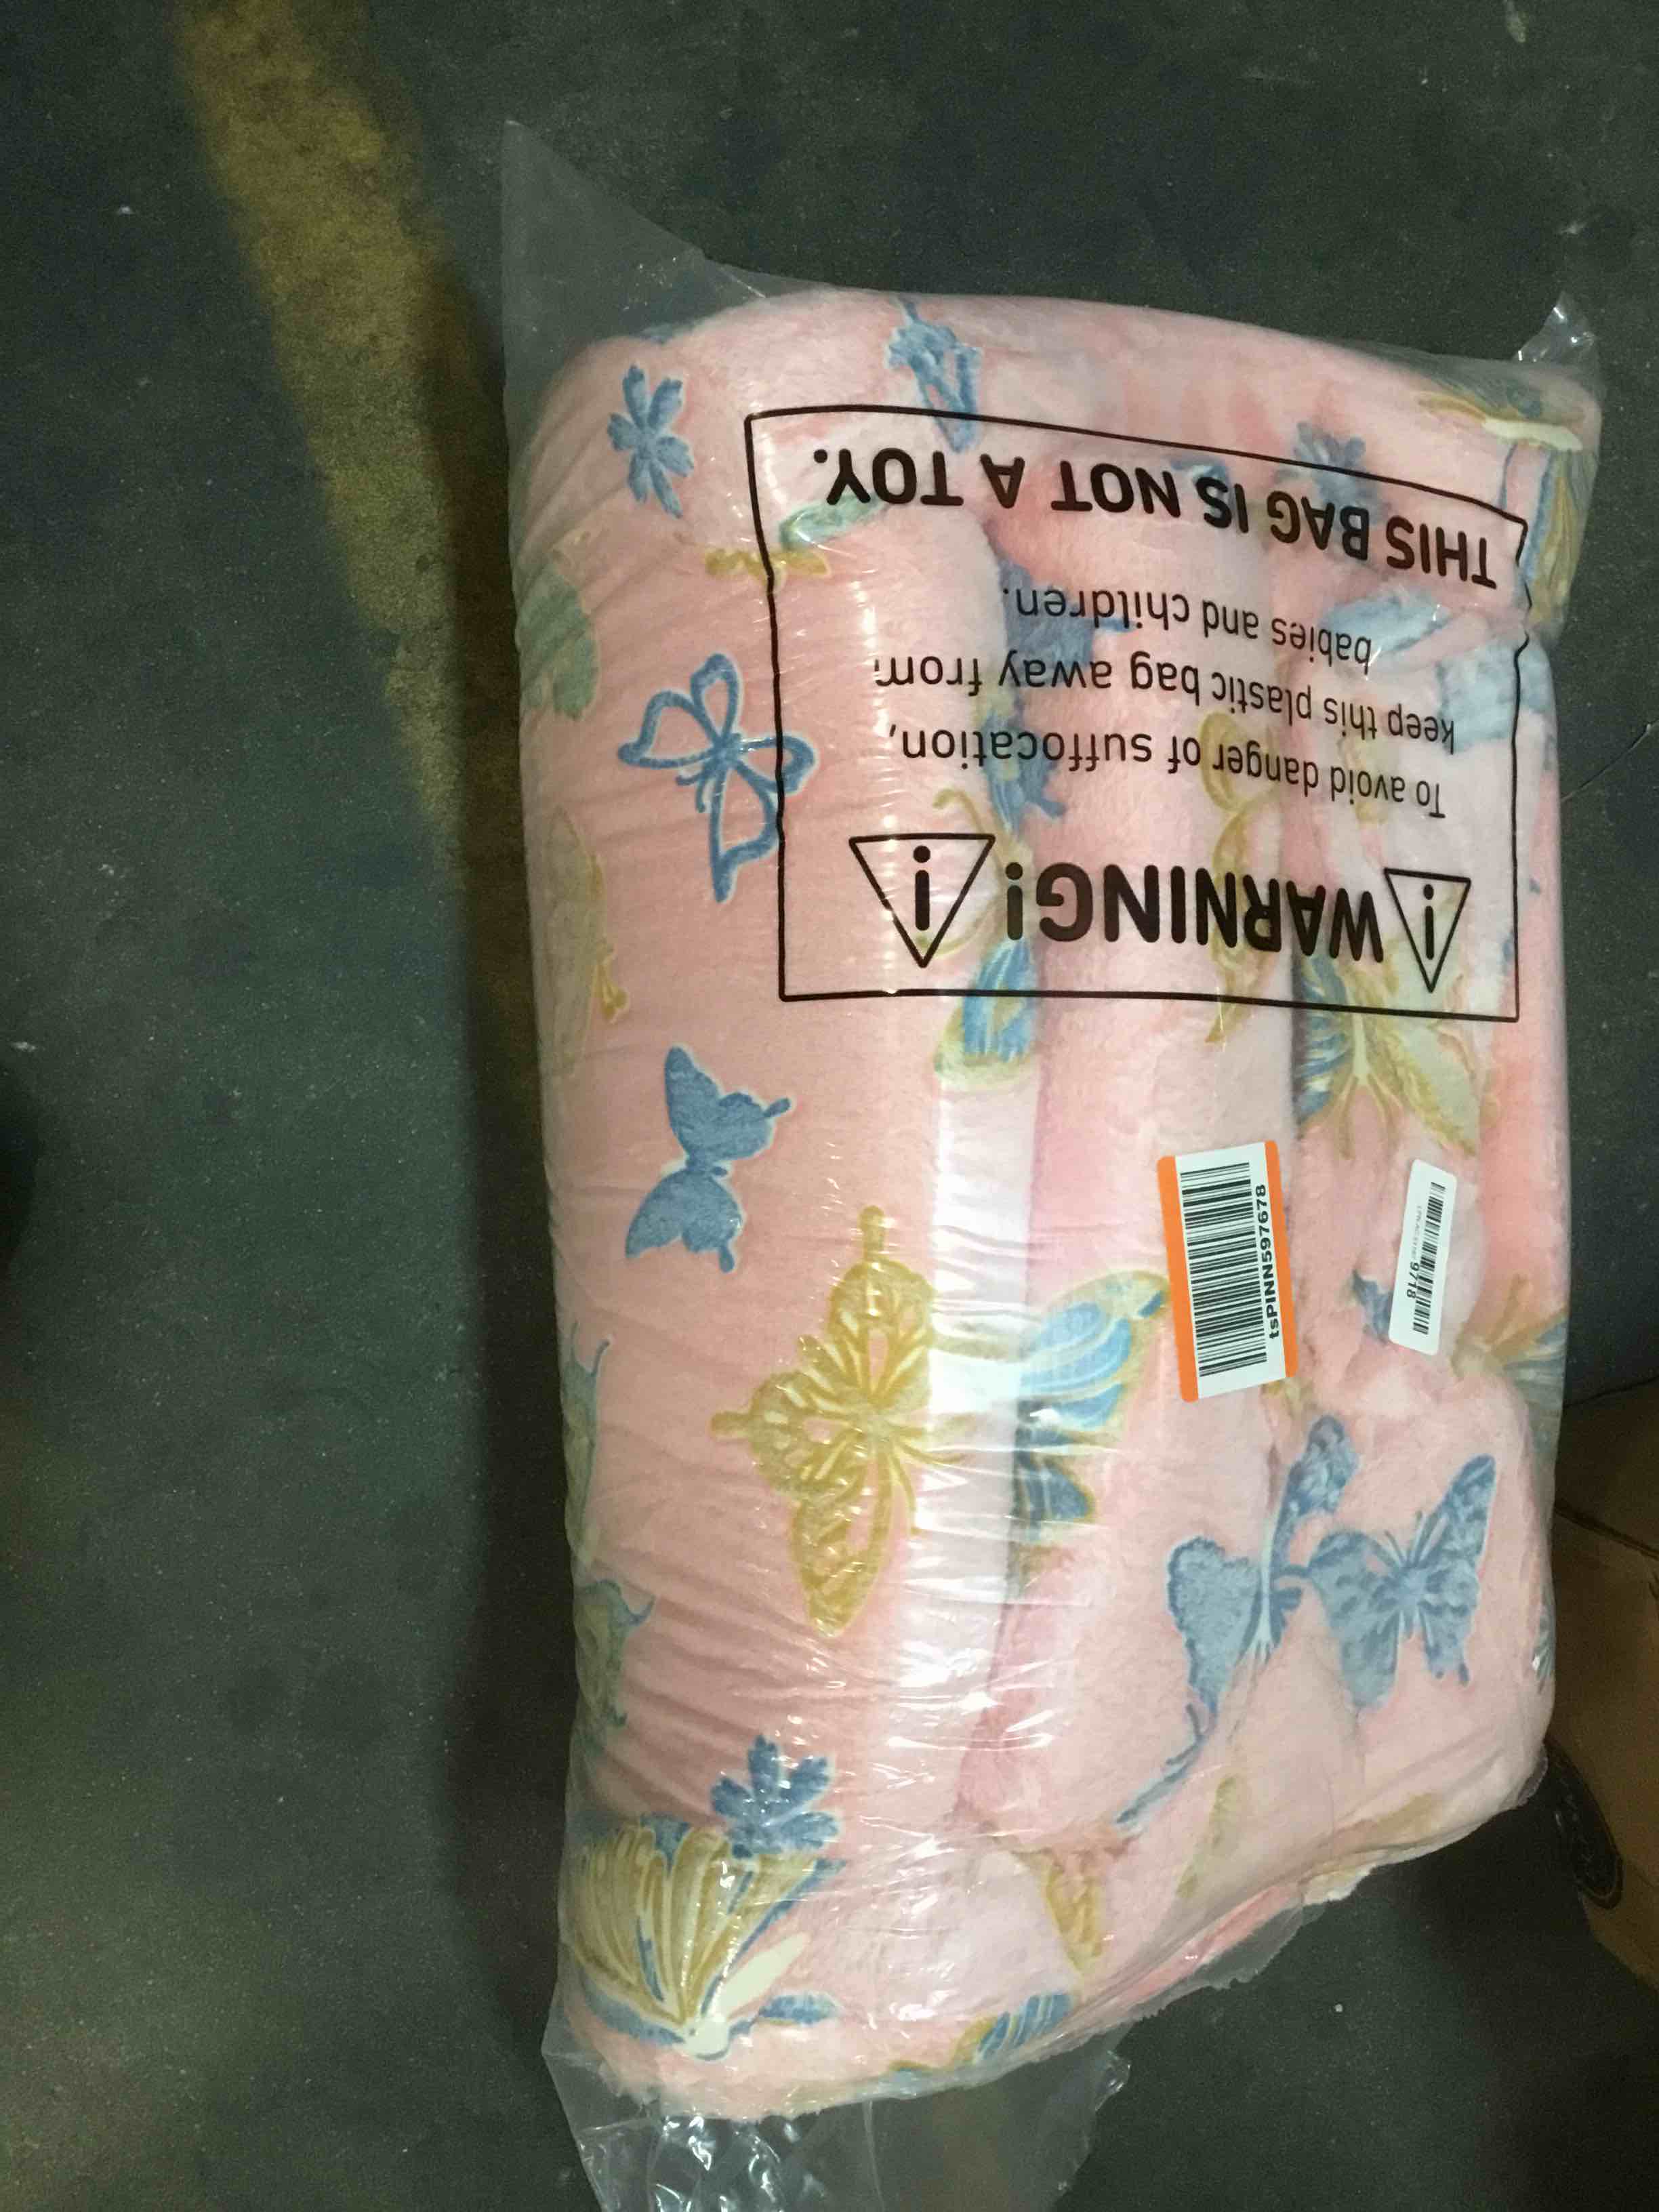 WARNING!
To avoid danger of suffocation,
keep this plastic bag away from
babies and children.
THIS BAG IS NOT A TOY.
tSPINN597678
9718